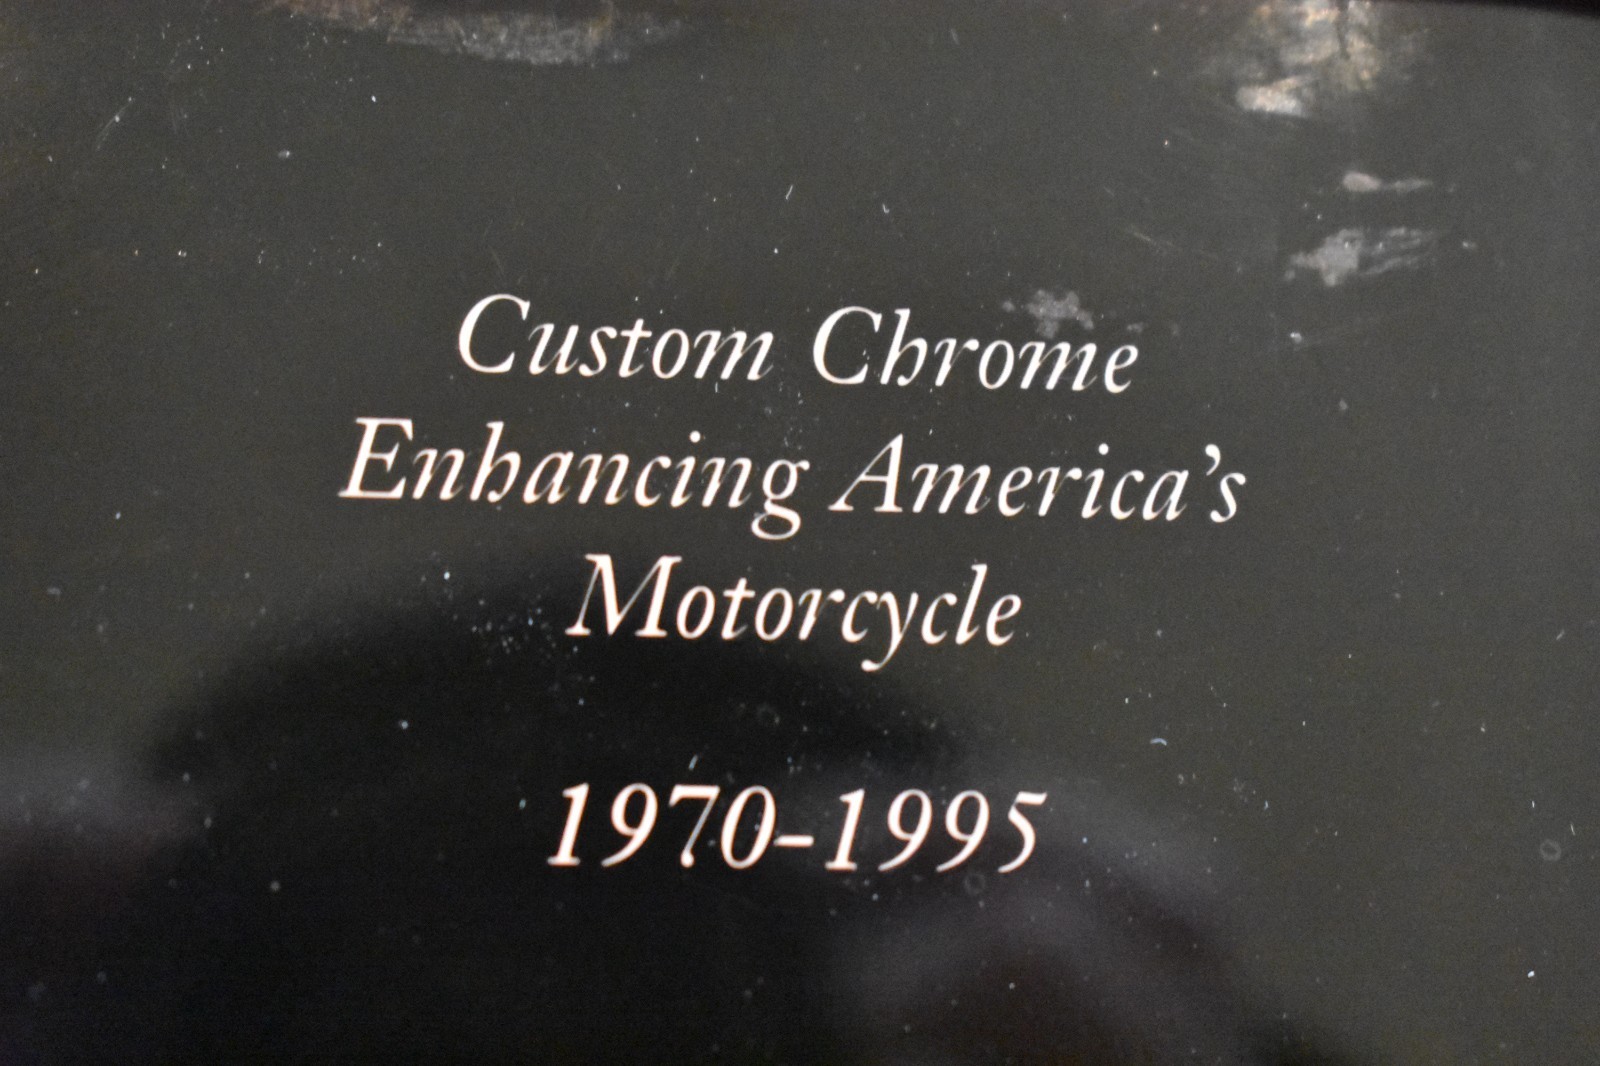 Custom Chrome
Enhancing America's
Motorcycle
1970-1995